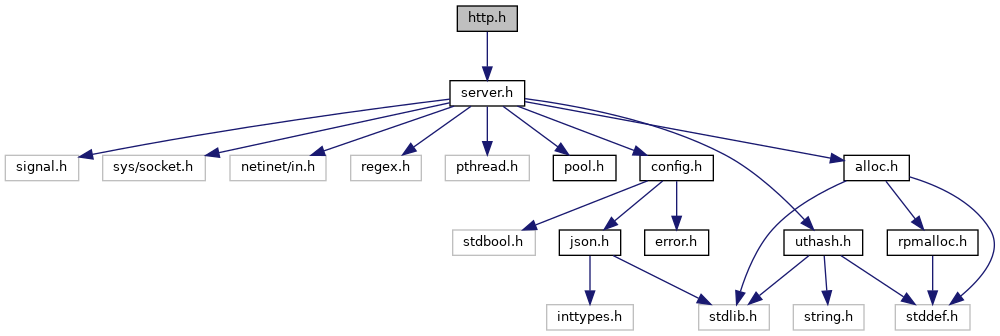 http.h
server.h
signal.h
sys/socket.h
netinet/in.h
regex.h
pthread.h
pool.h
config.h
alloc.h
stdbool.h
json.h
error.h
uthash.h
rpmalloc.h
inttypes.h
stdlib.h
string.h
stddef.h